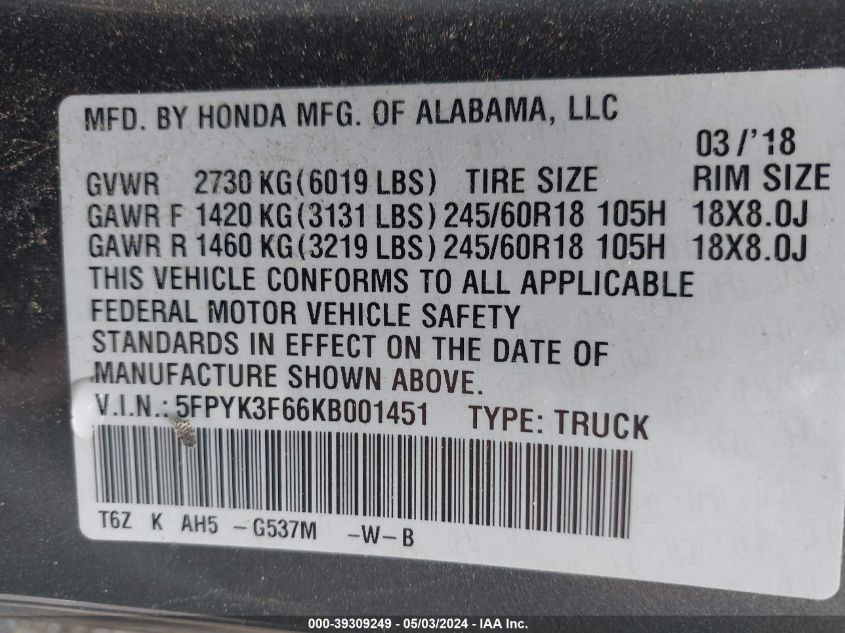 MFD. BY HONDA MFG. OF ALABAMA, LLC
03/'18
GVWR 2730 KG(6019 LBS) TIRE SIZE RIM SIZE
GAWR F 1420 KG(3131 LBS) 245/60R18 105H 18X8.0J
GAWR R 1460 KG(3219 LBS) 245/60R18 105H 18X8.0J
THIS VEHICLE CONFORMS TO ALL APPLICABLE
FEDERAL MOTOR VEHICLE SAFETY
STANDARDS IN EFFECT ON THE DATE OF
MANUFACTURE SHOWN ABOVE.
V.I.N.: 5FPYK3F66KB001451 TYPE: TRUCK
T6Z K AH5 -G537M -W-B
000-39309249 - 05/03/2024 - IAA Inc.